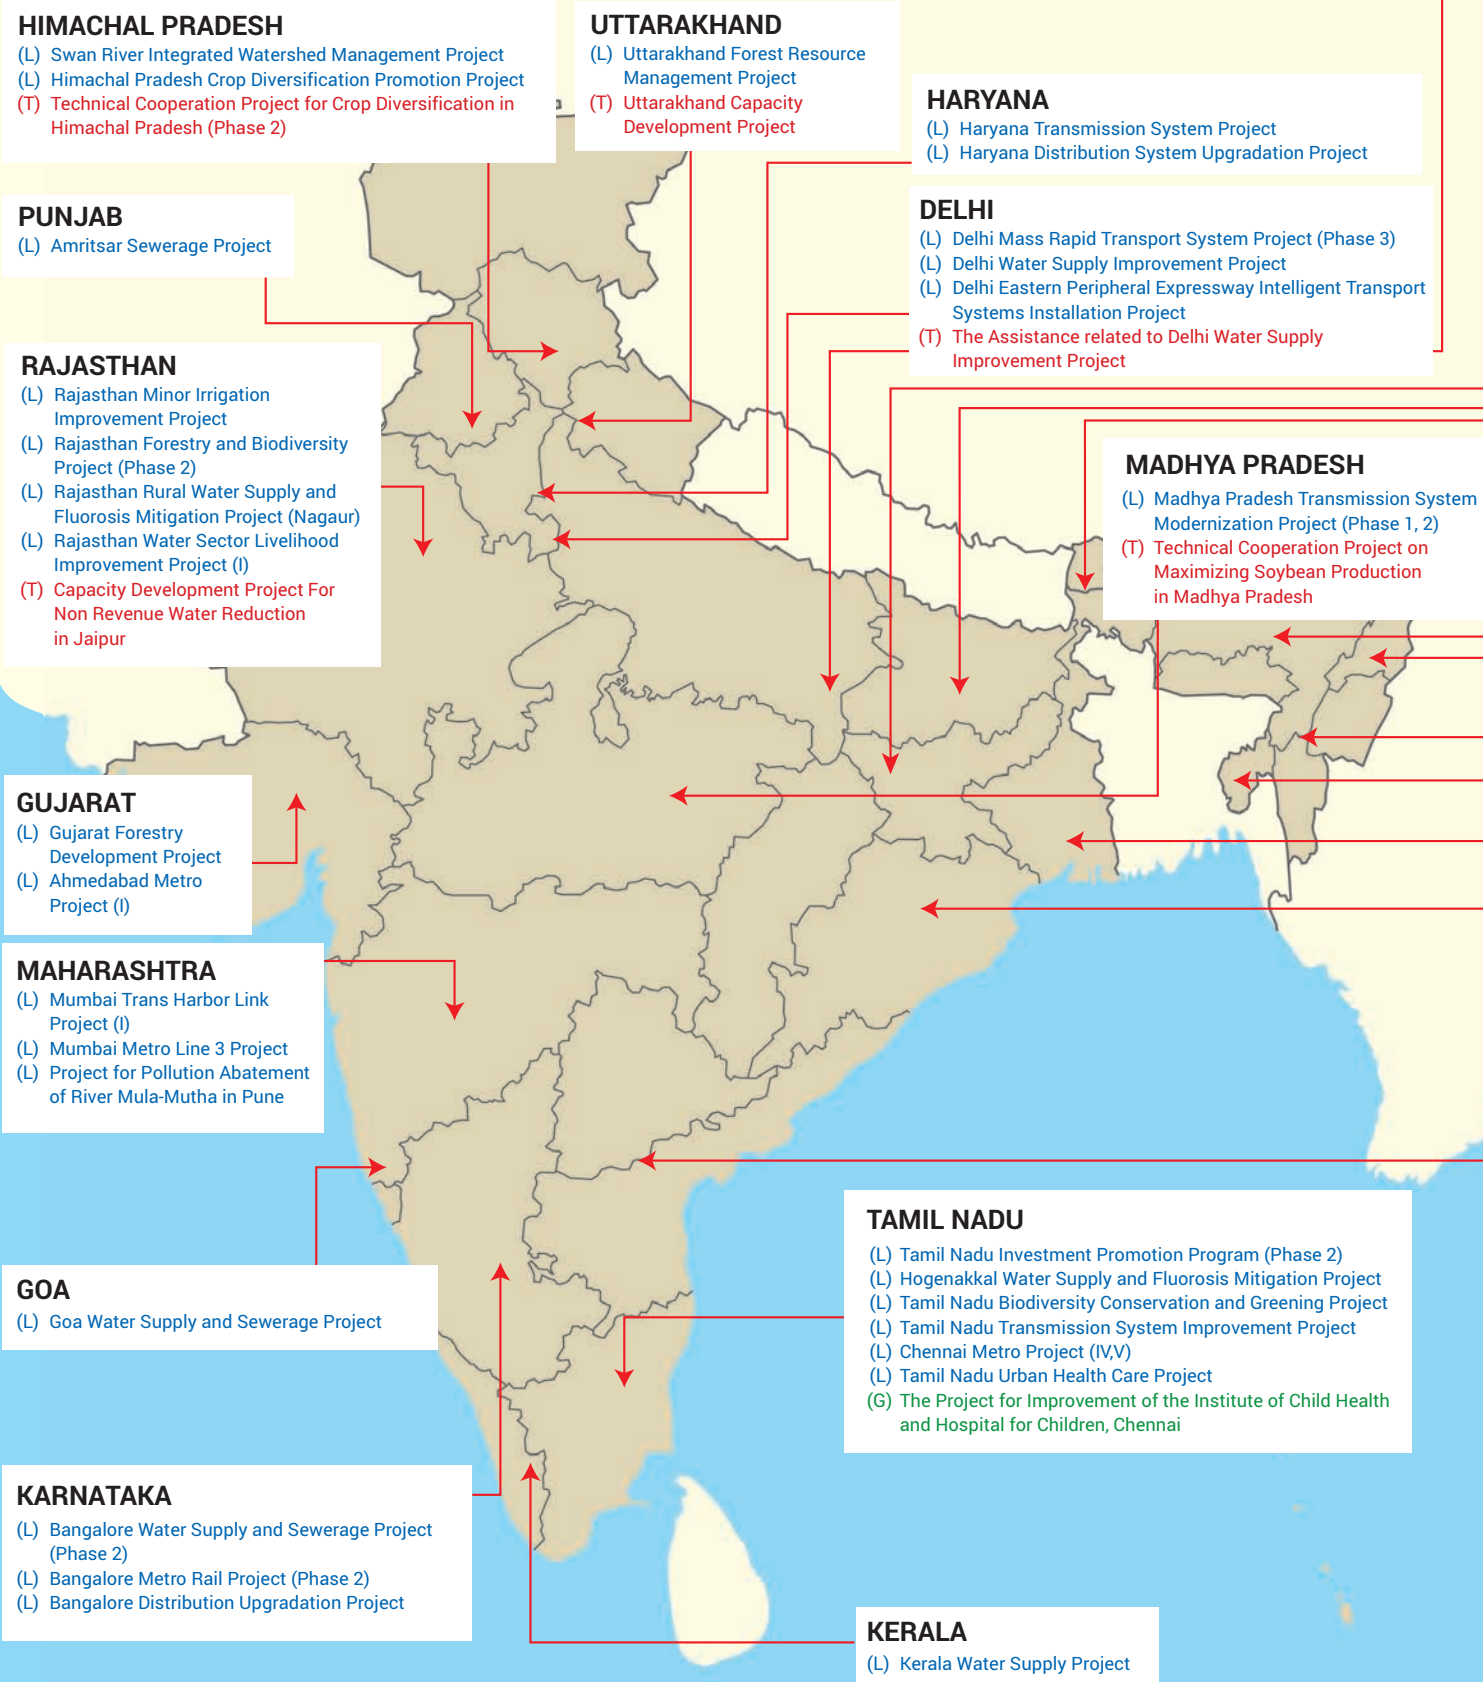 HIMACHAL PRADESH
(L) Swan River Integrated Watershed Management Project
(L) Himachal Pradesh Crop Diversification Promotion Project
(T) Technical Cooperation Project for Crop Diversification in
Himachal Pradesh (Phase 2)
UTTARAKHAND
(L) Uttarakhand Forest Resource
Management Project
(T) Uttarakhand Capacity
Development Project
HARYANA
(L) Haryana Transmission System Project
(L) Haryana Distribution System Upgradation Project
PUNJAB
(L) Amritsar Sewerage Project
DELHI
(L) Delhi Mass Rapid Transport System Project (Phase 3)
(L) Delhi Water Supply Improvement Project
(L) Delhi Eastern Peripheral Expressway Intelligent Transport
Systems Installation Project
(T) The Assistance related to Delhi Water Supply
Improvement Project
RAJASTHAN
(L) Rajasthan Minor Irrigation
Improvement Project
(L) Rajasthan Forestry and Biodiversity
Project (Phase 2)
(L) Rajasthan Rural Water Supply and
Fluorosis Mitigation Project (Nagaur)
(L) Rajasthan Water Sector Livelihood
Improvement Project (I)
(T) Capacity Development Project For
Non Revenue Water Reduction
in Jaipur
MADHYA PRADESH
(L) Madhya Pradesh Transmission System
Modernization Project (Phase 1, 2)
(T) Technical Cooperation Project on
Maximizing Soybean Production
in Madhya Pradesh
GUJARAT
(L) Gujarat Forestry
Development Project
(L) Ahmedabad Metro
Project (I)
MAHARASHTRA
(L) Mumbai Trans Harbor Link
Project (I)
(L) Mumbai Metro Line 3 Project
(L) Project for Pollution Abatement
of River Mula-Mutha in Pune
GOA
(L) Goa Water Supply and Sewerage Project
TAMIL NADU
(L) Tamil Nadu Investment Promotion Program (Phase 2)
(L) Hogenakkal Water Supply and Fluorosis Mitigation Project
(L) Tamil Nadu Biodiversity Conservation and Greening Project
(L) Tamil Nadu Transmission System Improvement Project
(L) Chennai Metro Project (IV,V)
(L) Tamil Nadu Urban Health Care Project
(G) The Project for Improvement of the Institute of Child Health
and Hospital for Children, Chennai
KARNATAKA
(L) Bangalore Water Supply and Sewerage Project
(Phase 2)
(L) Bangalore Metro Rail Project (Phase 2)
(L) Bangalore Distribution Upgradation Project
KERALA
(L) Kerala Water Supply Project